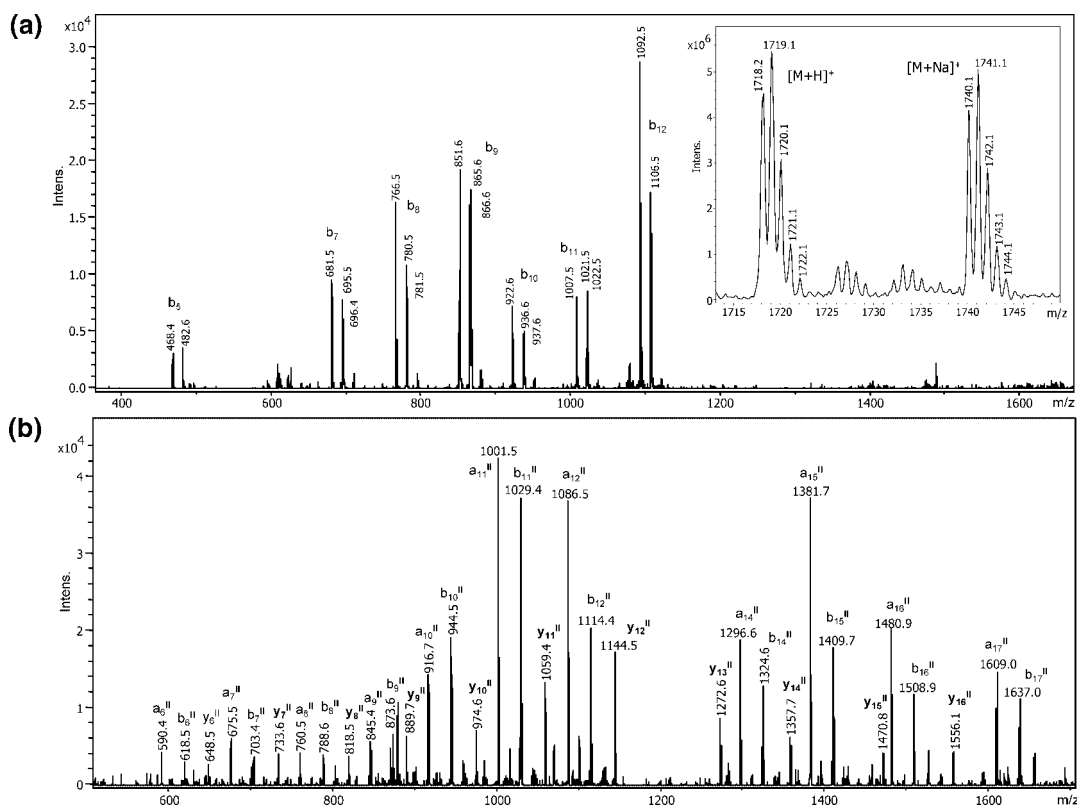 (a)
x10⁴
3.0
2.5
2.0
1.5
1.0
0.5
0.0
Intens.
b₅
468.4
482.6
b₇
681.5
695.5
696.4
766.5
b₈
780.5
781.5
851.6
b₉
865.6
866.6
922.6
b₁₀
936.6
937.6
b₁₁
1007.5
1021.5
1022.5
1092.5
b₁₂
1106.5
400
600
800
1000
1200
1400
1600
m/z
x10⁶
5
4
3
2
1
0
Intens.
1718.2
1719.1
[M+H]⁺
1720.1
1721.1
1722.1
[M+Na]⁺
1740.1
1741.1
1742.1
1743.1
1744.1
1715
1720
1725
1730
1735
1740
1745
m/z
(b)
x10⁴
4
3
2
1
0
Intens.
a₆ᴵᴵ
590.4
b₆ᴵᴵ
618.5
y₆ᴵᴵ
648.5
a₇ᴵᴵ
675.5
b₇ᴵᴵ
703.4
y₇ᴵᴵ
733.6
a₈ᴵᴵ
760.5
b₈ᴵᴵ
788.6
y₈ᴵᴵ
818.5
a₉ᴵᴵ
845.4
b₉ᴵᴵ
873.6
y₉ᴵᴵ
889.7
a₁₀ᴵᴵ
916.7
b₁₀ᴵᴵ
944.5
y₁₀ᴵᴵ
974.6
a₁₁ᴵᴵ
1001.5
b₁₁ᴵᴵ
1029.4
y₁₁ᴵᴵ
1059.4
a₁₂ᴵᴵ
1086.5
b₁₂ᴵᴵ
1114.4
y₁₂ᴵᴵ
1144.5
y₁₃ᴵᴵ
1272.6
a₁₄ᴵᴵ
1296.6
b₁₄ᴵᴵ
1324.6
y₁₄ᴵᴵ
1357.7
a₁₅ᴵᴵ
1381.7
b₁₅ᴵᴵ
1409.7
y₁₅ᴵᴵ
1470.8
a₁₆ᴵᴵ
1480.9
b₁₆ᴵᴵ
1508.9
y₁₆ᴵᴵ
1556.1
a₁₇ᴵᴵ
1609.0
b₁₇ᴵᴵ
1637.0
600
800
1000
1200
1400
1600
m/z